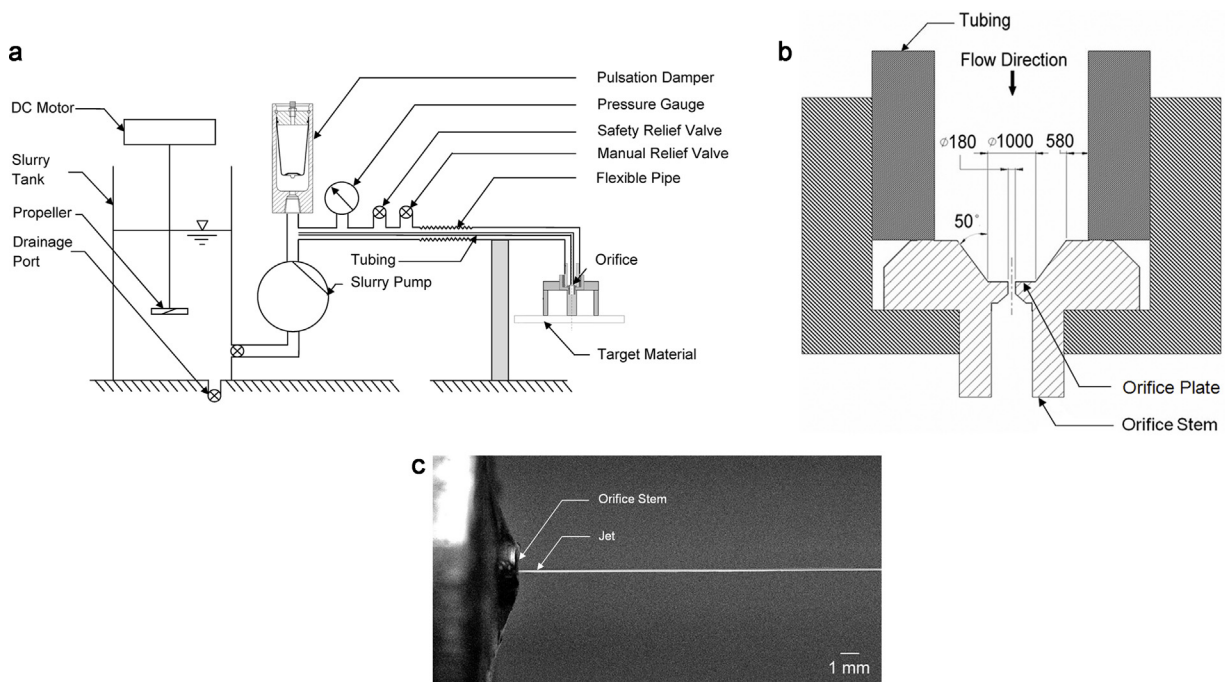 a
DC Motor
Slurry
Tank
Propeller
Drainage
Port
Pulsation Damper
Pressure Gauge
Safety Relief Valve
Manual Relief Valve
Flexible Pipe
Tubing
Slurry Pump
Orifice
Target Material
b
Tubing
Flow Direction
∅180
∅1000
580
50°
Orifice Plate
Orifice Stem
c
Orifice Stem
Jet
1 mm